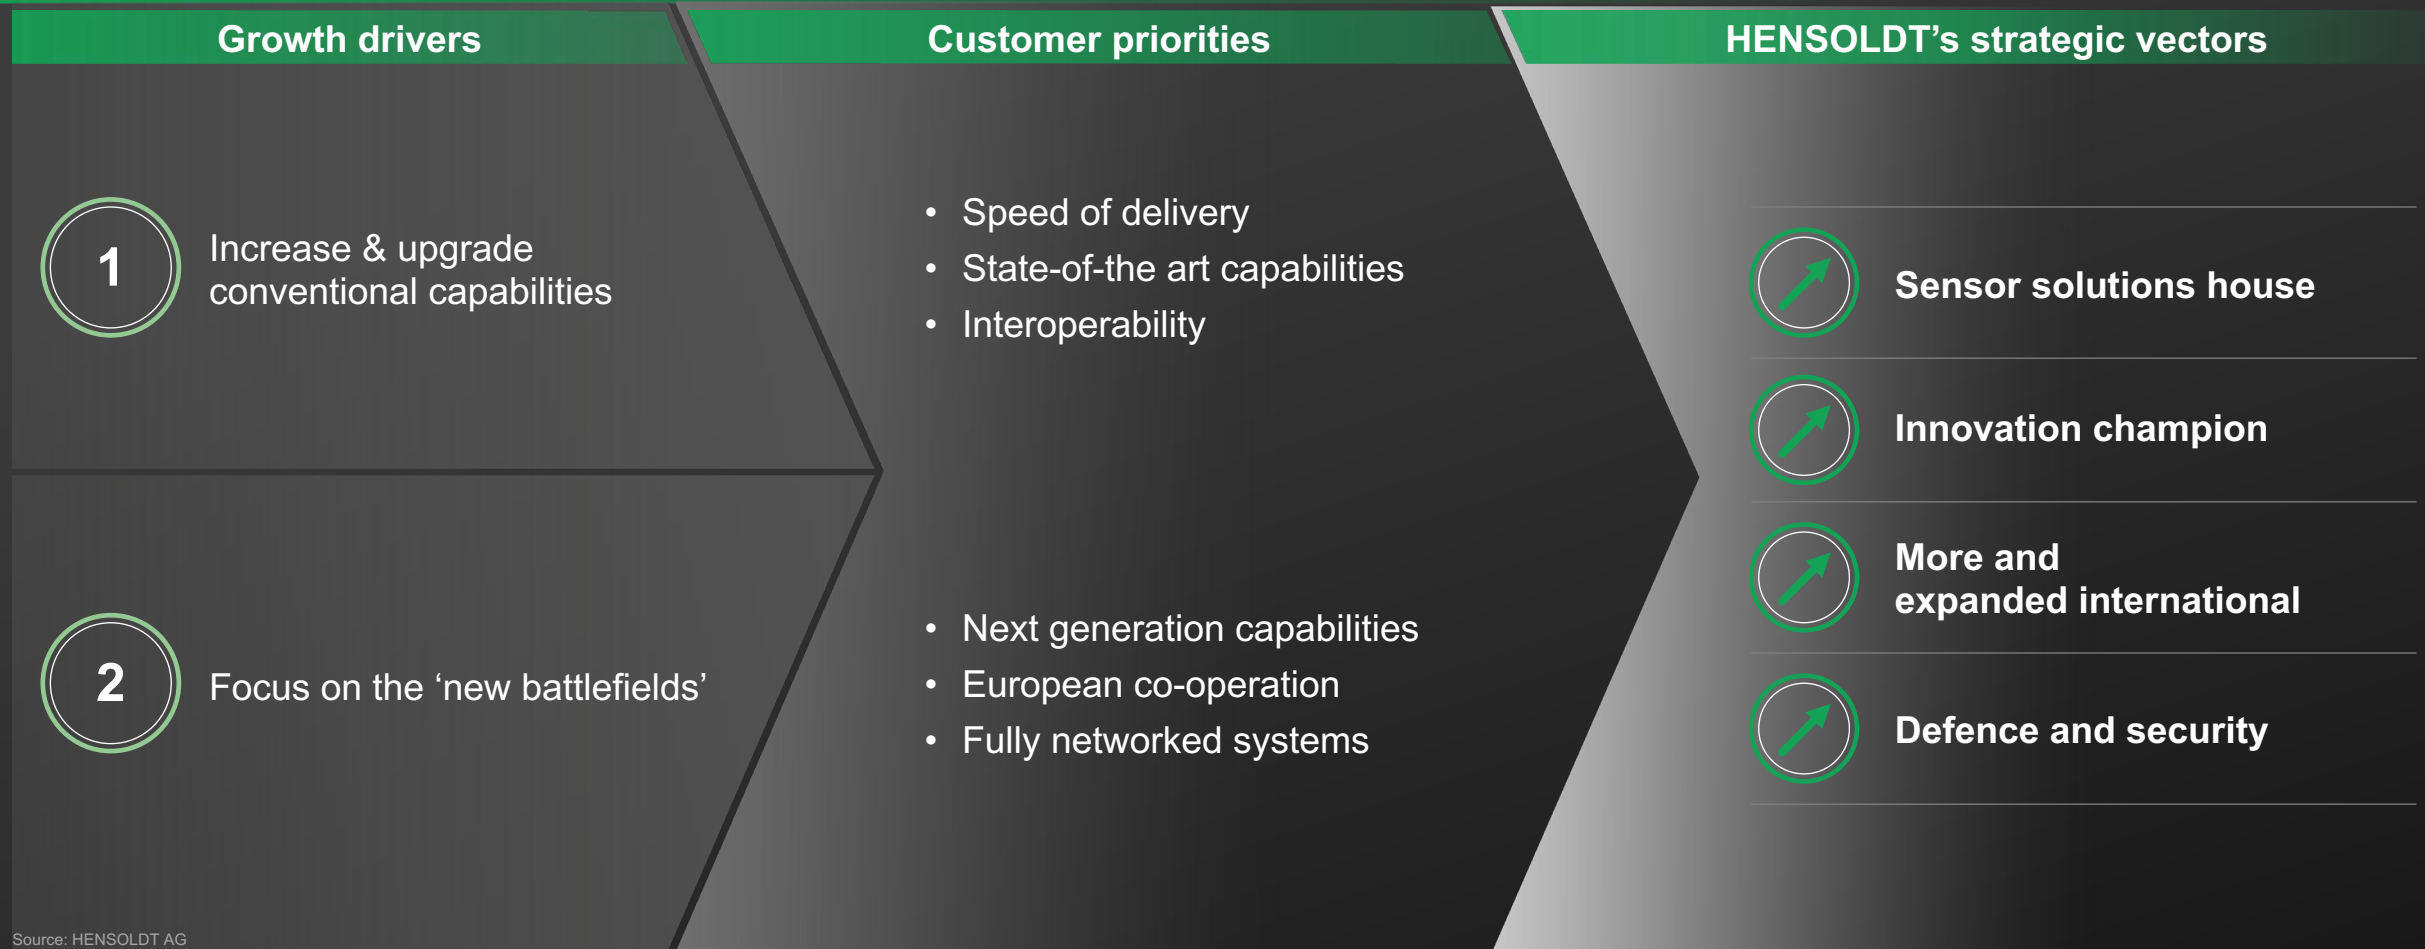 Growth drivers
Customer priorities
HENSOLDT’s strategic vectors
1
Increase & upgrade
conventional capabilities
• Speed of delivery
• State-of-the art capabilities
• Interoperability
2
Focus on the ‘new battlefields’
• Next generation capabilities
• European co-operation
• Fully networked systems
Sensor solutions house
Innovation champion
More and
expanded international
Defence and security
Source: HENSOLDT AG